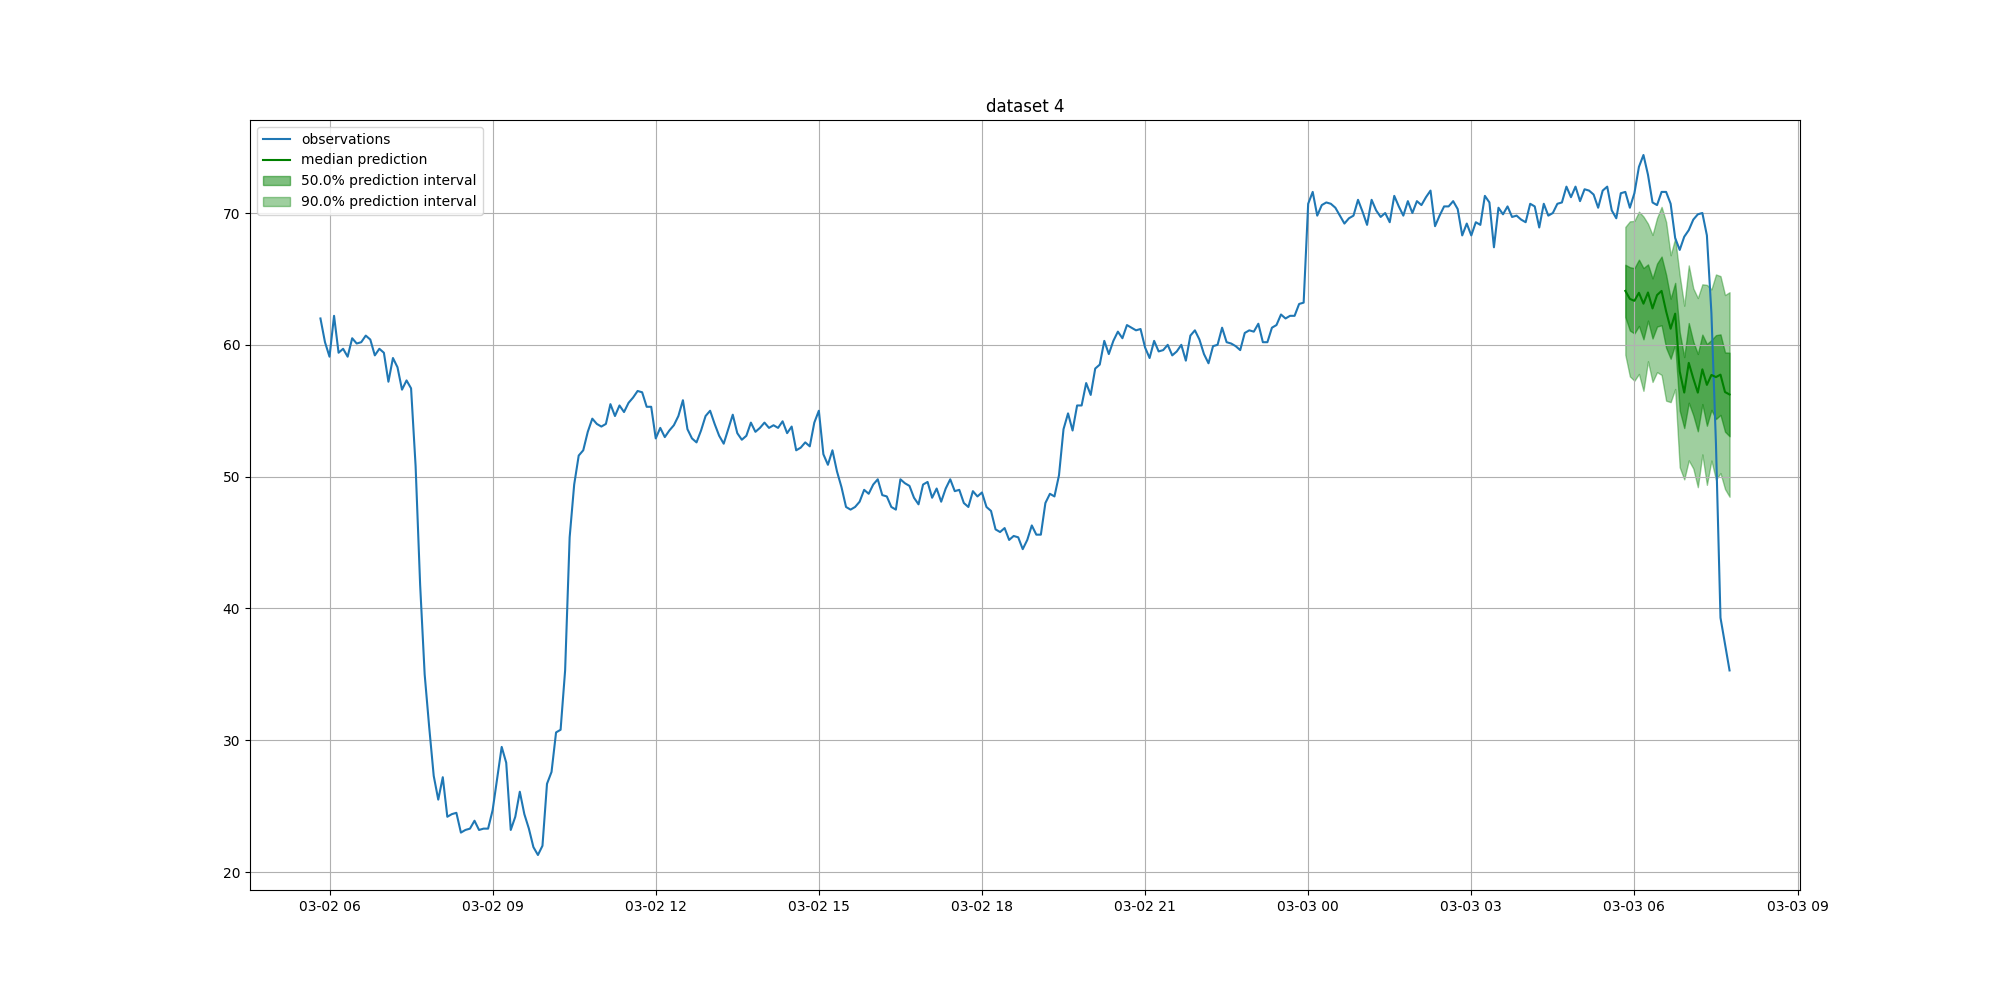 dataset 4
observations
median prediction
50.0% prediction interval
90.0% prediction interval
70
60
50
40
30
20
03-02 06 03-02 09 03-02 12 03-02 15 03-02 18 03-02 21 03-03 00 03-03 03 03-03 06 03-03 09